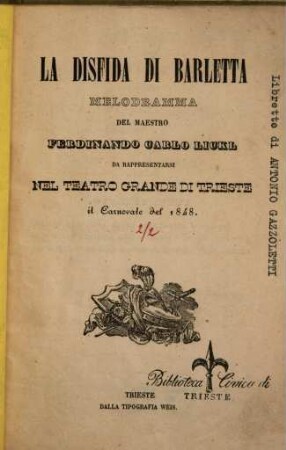 LA DISFIDA DI BARLETTA
MELODRAMMA
DEL MAESTRO
FERDINANDO CARLO LICKL
DA RAPPRESENTARSI
NEL TEATRO GRANDE DI TRIESTE
il Carnovale del 1848.
2/2
Biblioteca Civica di
TRIESTE
TRIESTE
DALLA TIPOGRAFIA WEIS.
Libretto di ANTONIO GAZZOLETTI